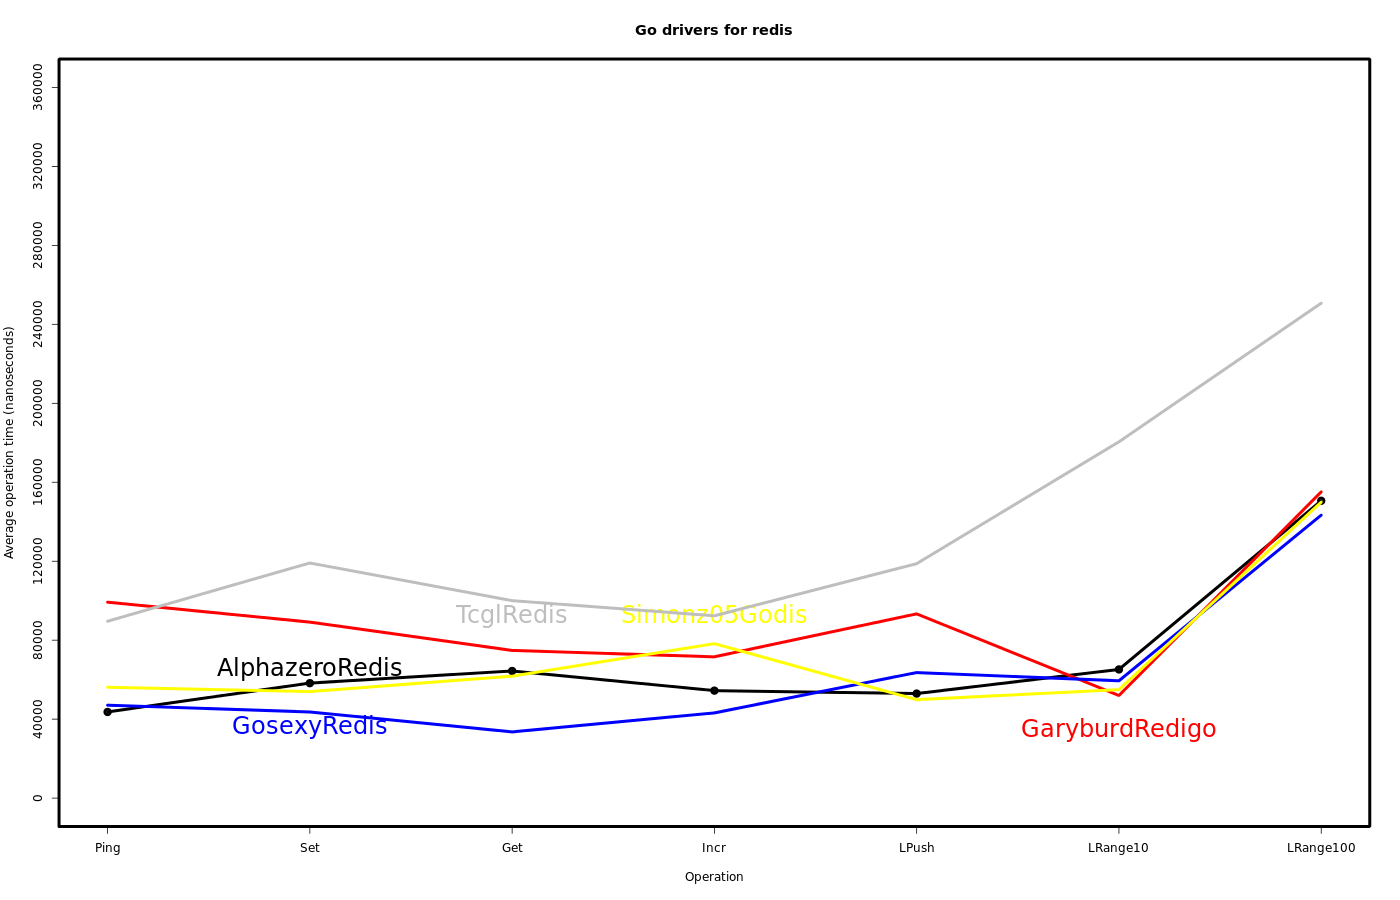 Go drivers for redis
Average operation time (nanoseconds)
360000
320000
280000
240000
200000
160000
120000
80000
40000
0
TcglRedis
Simonz05Godis
AlphazeroRedis
GosexyRedis
GaryburdRedigo
Ping Set Get Incr LPush LRange10 LRange100
Operation